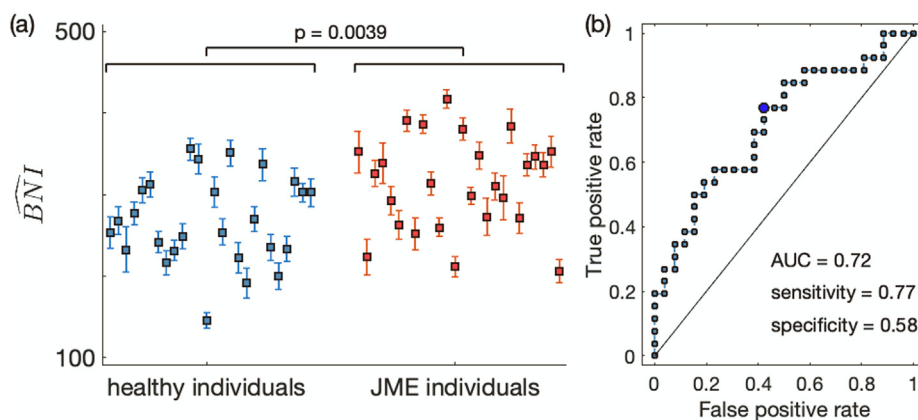 (a)
500
p = 0.0039
BNI
100
healthy individuals
JME individuals
(b)
1
0.8
0.6
0.4
0.2
0
True positive rate
AUC = 0.72
sensitivity = 0.77
specificity = 0.58
0 0.2 0.4 0.6 0.8 1
False positive rate